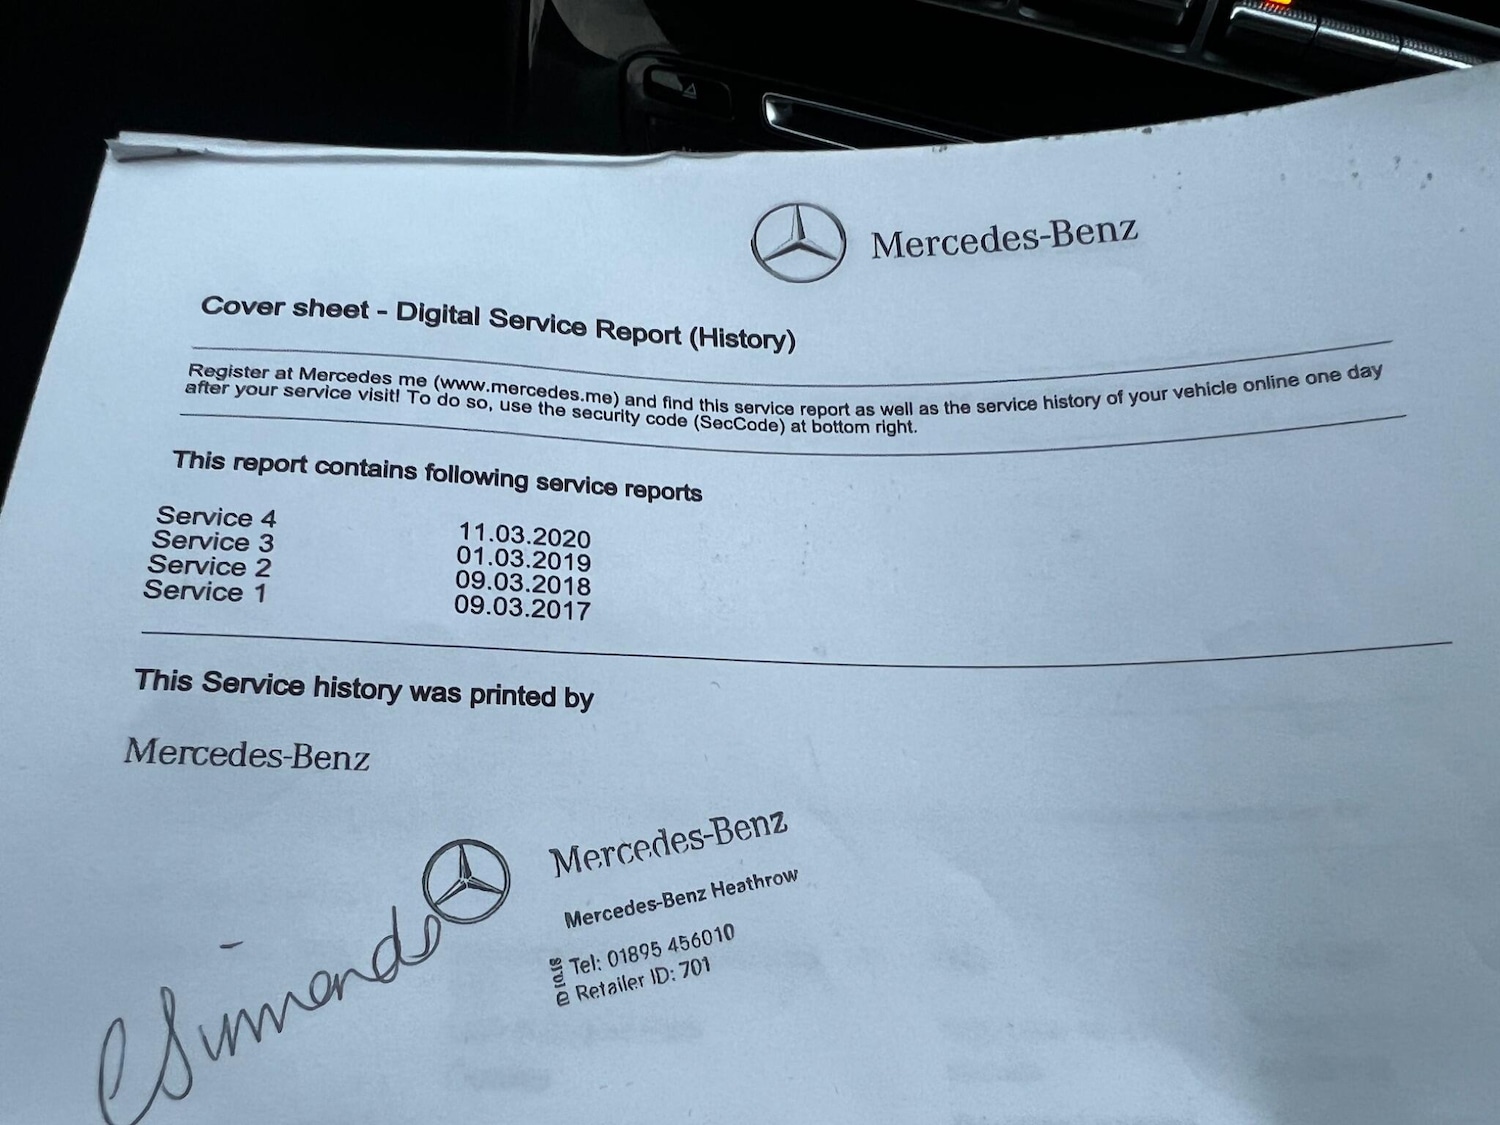 Mercedes-Benz
Cover sheet - Digital Service Report (History)
Register at Mercedes me (www.mercedes.me) and find this service report as well as the service history of your vehicle online one day
after your service visit! To do so, use the security code (SecCode) at bottom right.
This report contains following service reports
Service 4 11.03.2020
Service 3 01.03.2019
Service 2 09.03.2018
Service 1 09.03.2017
This Service history was printed by
Mercedes-Benz
Mercedes-Benz
Mercedes-Benz Heathrow
Tel: 01895 456010
Retailer ID: 701